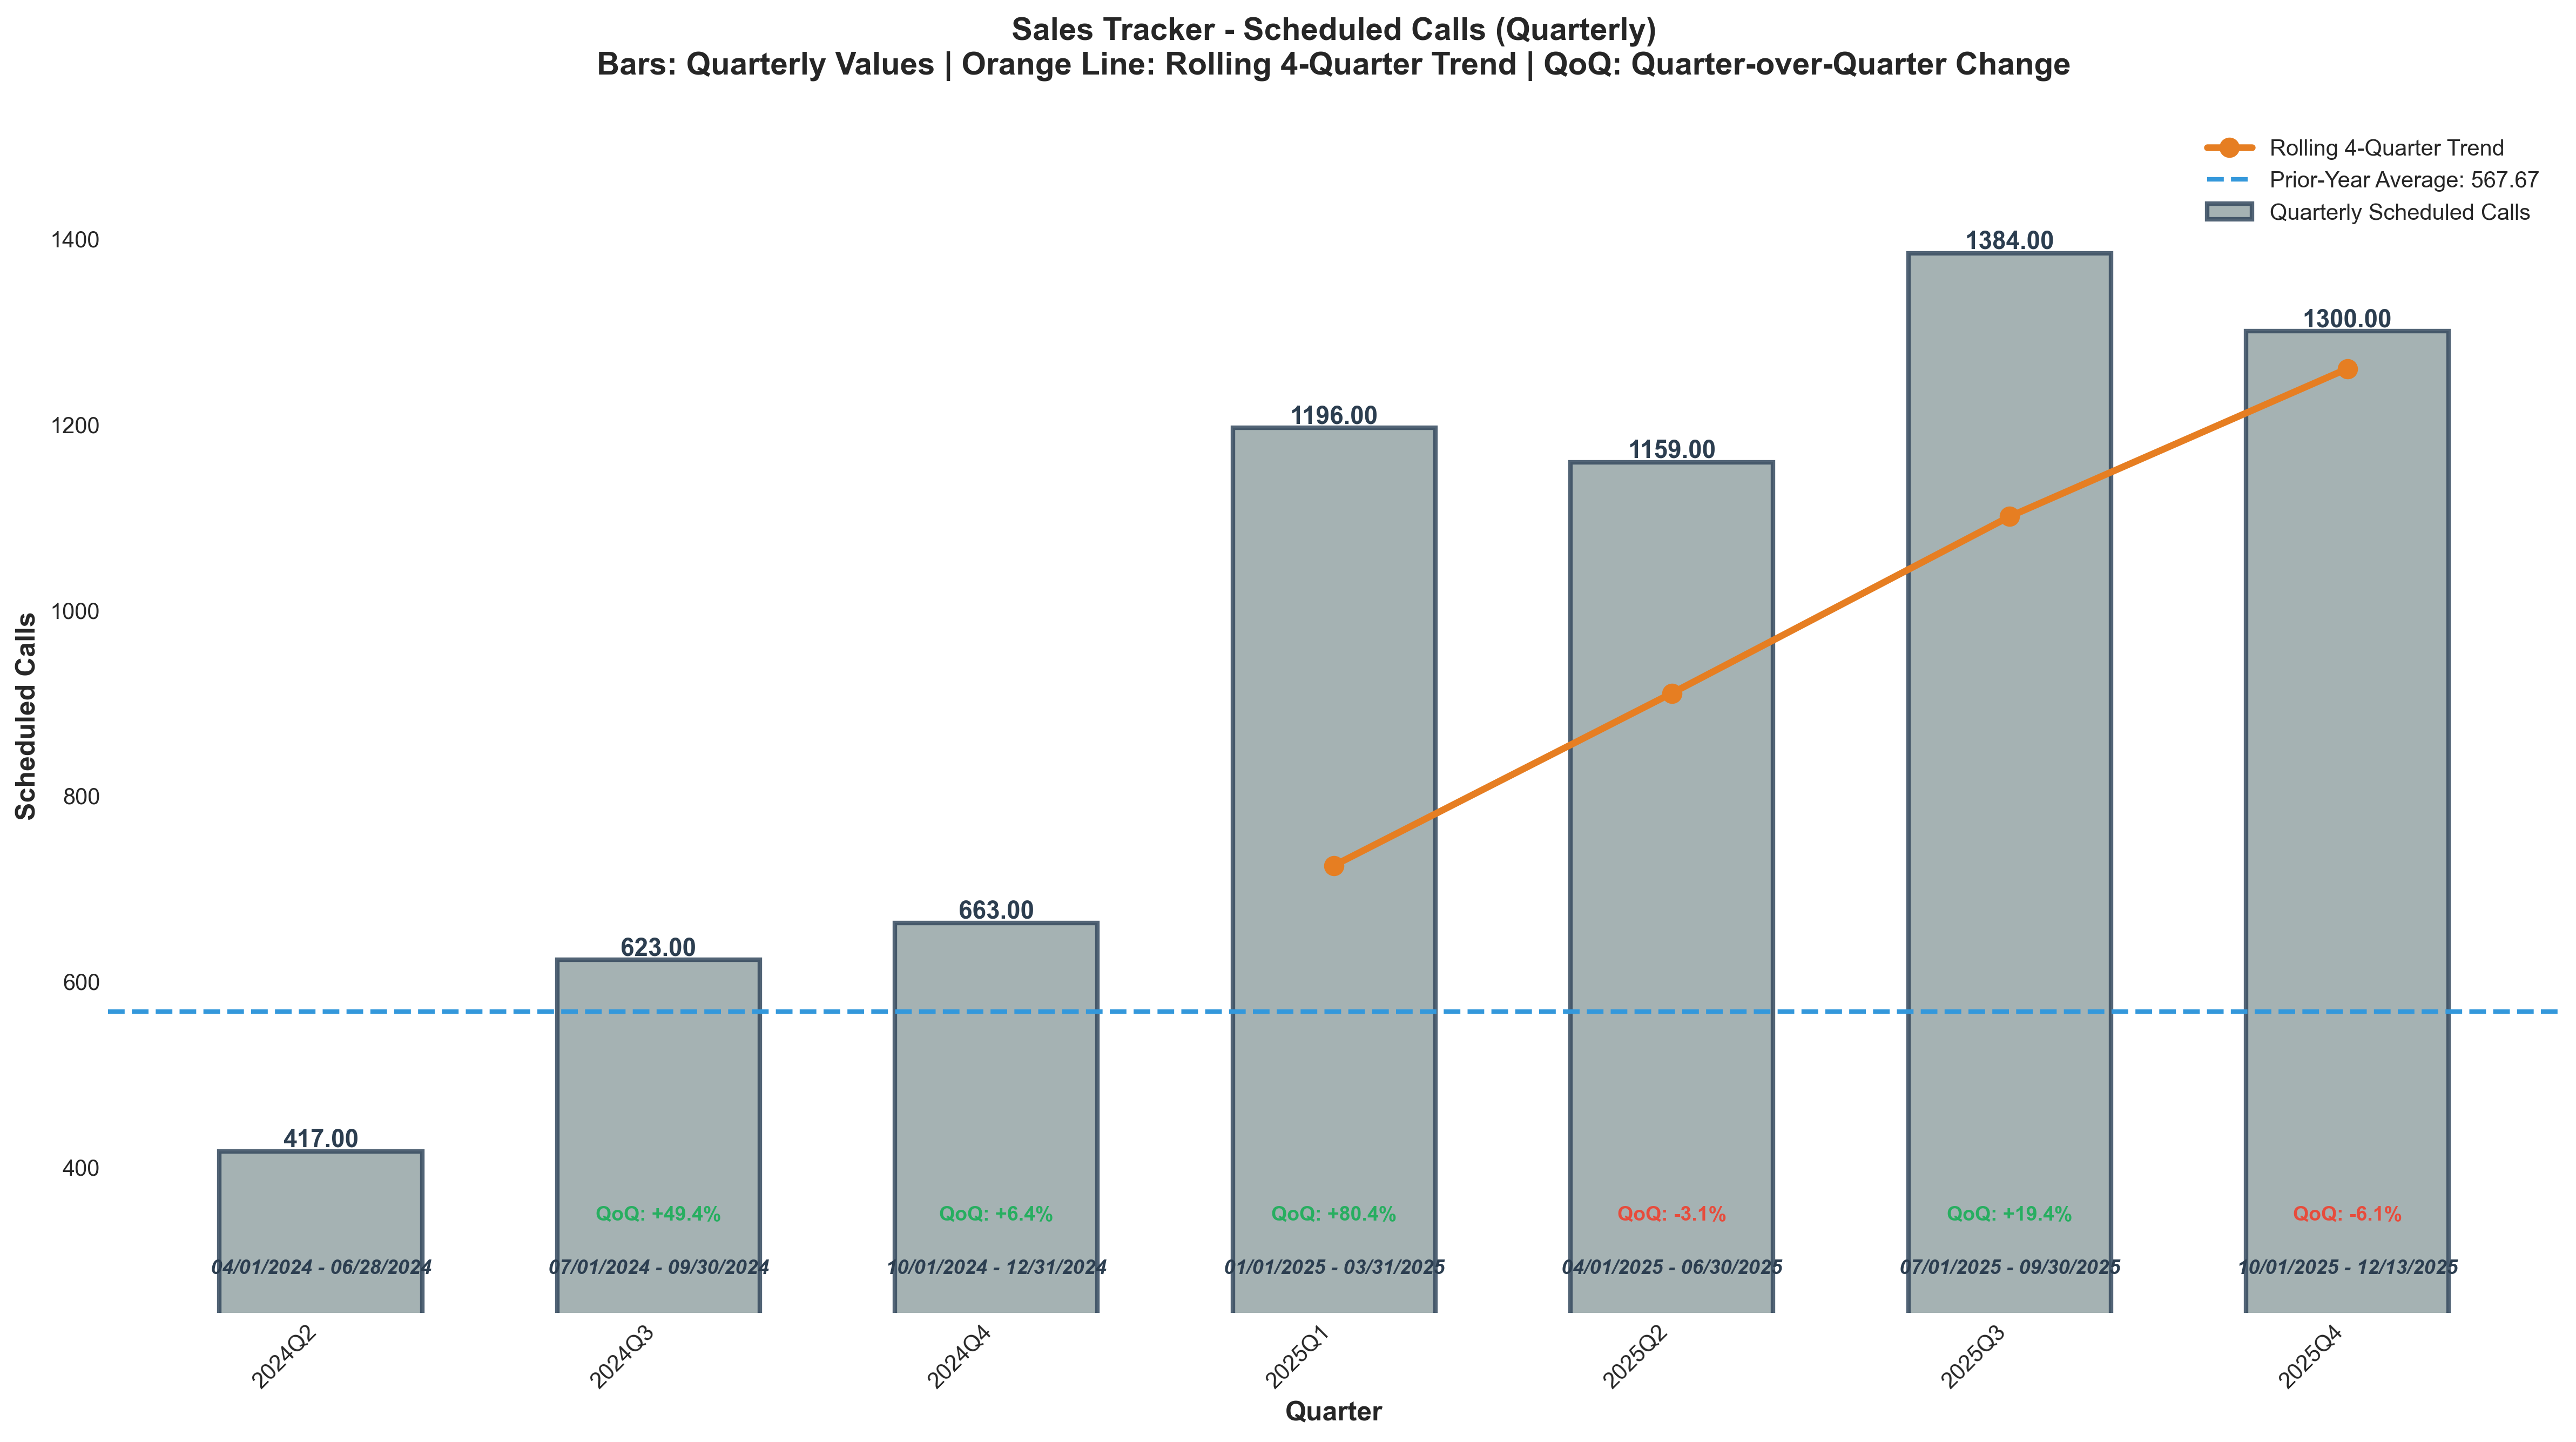 Sales Tracker - Scheduled Calls (Quarterly)
Bars: Quarterly Values | Orange Line: Rolling 4-Quarter Trend | QoQ: Quarter-over-Quarter Change
Rolling 4-Quarter Trend
Prior-Year Average: 567.67
Quarterly Scheduled Calls
Scheduled Calls
1400
1200
1000
800
600
400
417.00
623.00
663.00
1196.00
1159.00
1384.00
1300.00
QoQ: +49.4%
QoQ: +6.4%
QoQ: +80.4%
QoQ: -3.1%
QoQ: +19.4%
QoQ: -6.1%
04/01/2024 - 06/28/2024
07/01/2024 - 09/30/2024
10/01/2024 - 12/31/2024
01/01/2025 - 03/31/2025
04/01/2025 - 06/30/2025
07/01/2025 - 09/30/2025
10/01/2025 - 12/13/2025
2024Q2
2024Q3
2024Q4
2025Q1
2025Q2
2025Q3
2025Q4
Quarter